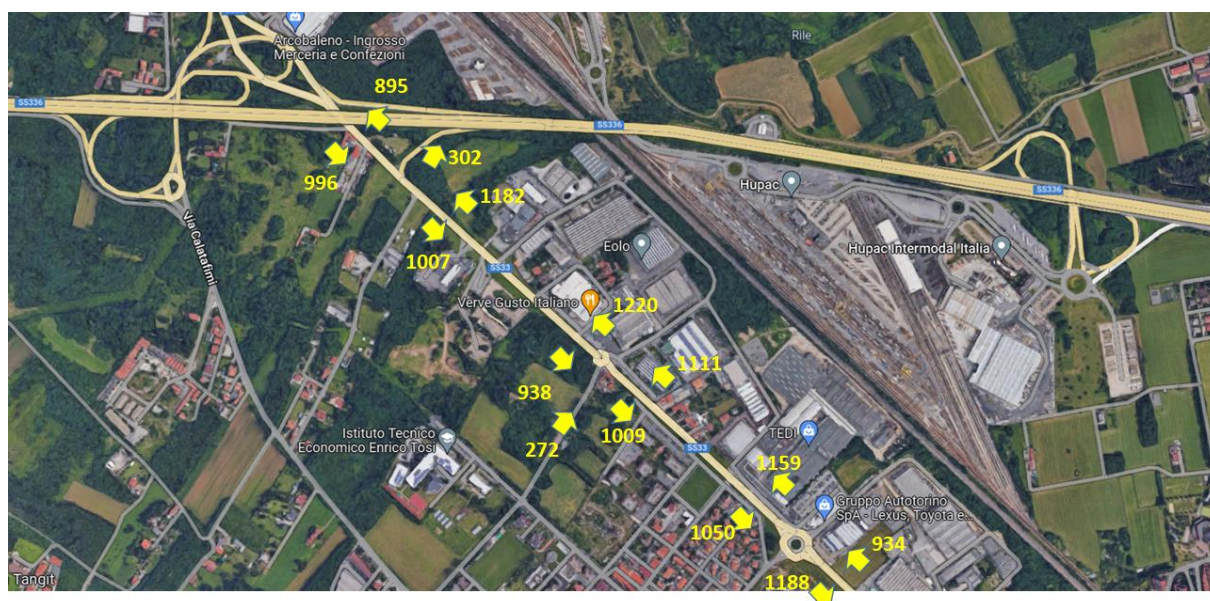 SS33
Arcobaleno - Ingrosso
Merceria e Confezioni
Rile
895
SS336
SS336
996
302
1182
Hupac
SS336
Via Calatafimi
1007
Eolo
Hupac Intermodal Italia
SS33
Verve Gusto Italiano
1220
938
1111
272
1009
Istituto Tecnico
Economico Enrico Tosi
TEDI
SS33
1159
1050
Gruppo Autotorino
SpA - Lexus, Toyota e...
934
Tangit
1188